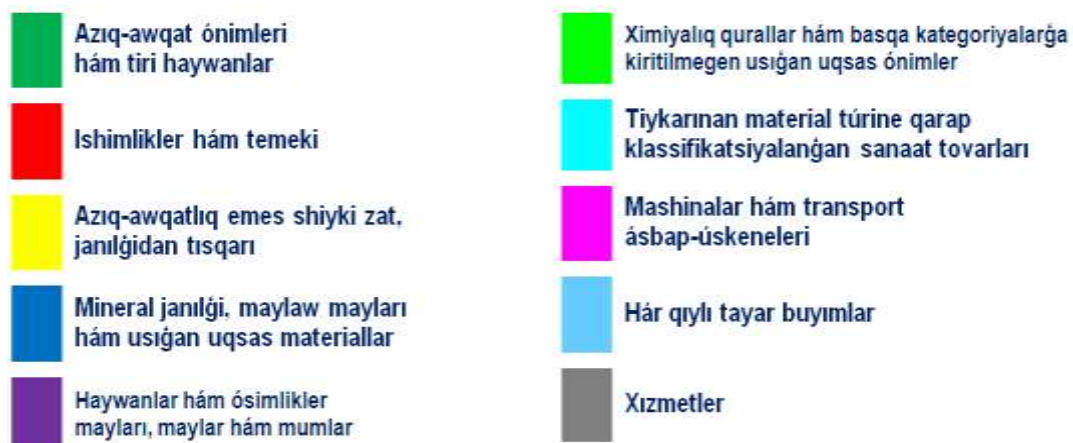 Azıq-awqat ónimleri
hám tiri haywanlar
Ishimlikler hám temeki
Azıq-awqatlıq emes shiyki zat,
janılǵidan tısqarı
Mineral janılǵi, maylaw mayları
hám usıǵan uqsas materiallar
Haywanlar hám ósimlikler
mayları, maylar hám mumlar
Ximiyalıq qurallar hám basqa kategoriyalarǵa
kiritilmegen usıǵan uqsas ónimler
Tiykarınan material túrine qarap
klassifikatsiyalanǵan sanaat tovarları
Mashinalar hám transport
ásbap-úskeneleri
Hár qıylı tayar buyımlar
Xızmetler